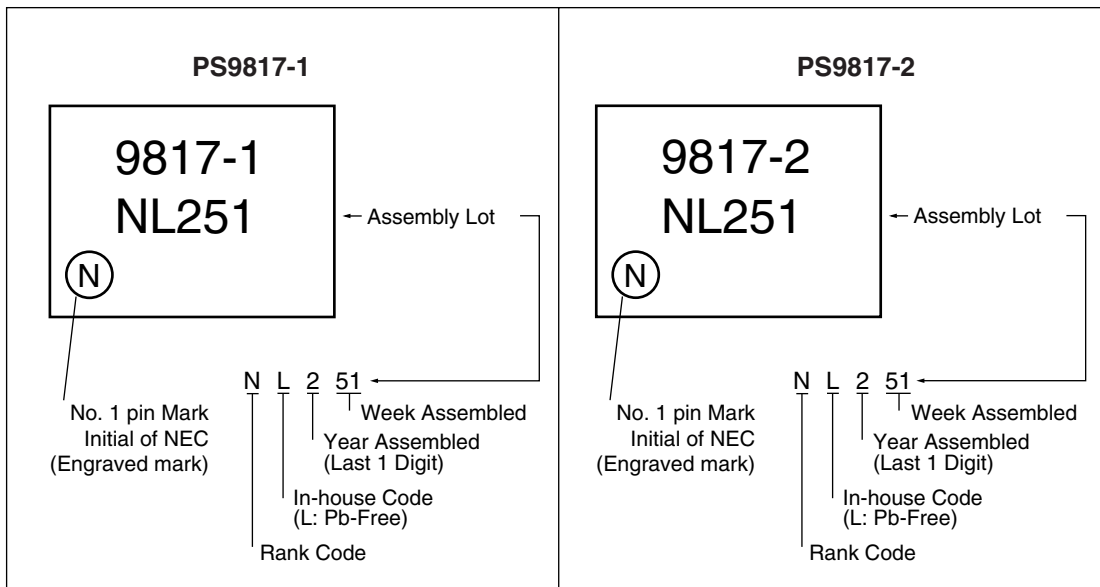 PS9817-1
9817-1
NL251
N
Assembly Lot
N L 2 51
No. 1 pin Mark
Initial of NEC
(Engraved mark)
Week Assembled
Year Assembled
(Last 1 Digit)
In-house Code
(L: Pb-Free)
Rank Code
PS9817-2
9817-2
NL251
N
Assembly Lot
N L 2 51
No. 1 pin Mark
Initial of NEC
(Engraved mark)
Week Assembled
Year Assembled
(Last 1 Digit)
In-house Code
(L: Pb-Free)
Rank Code